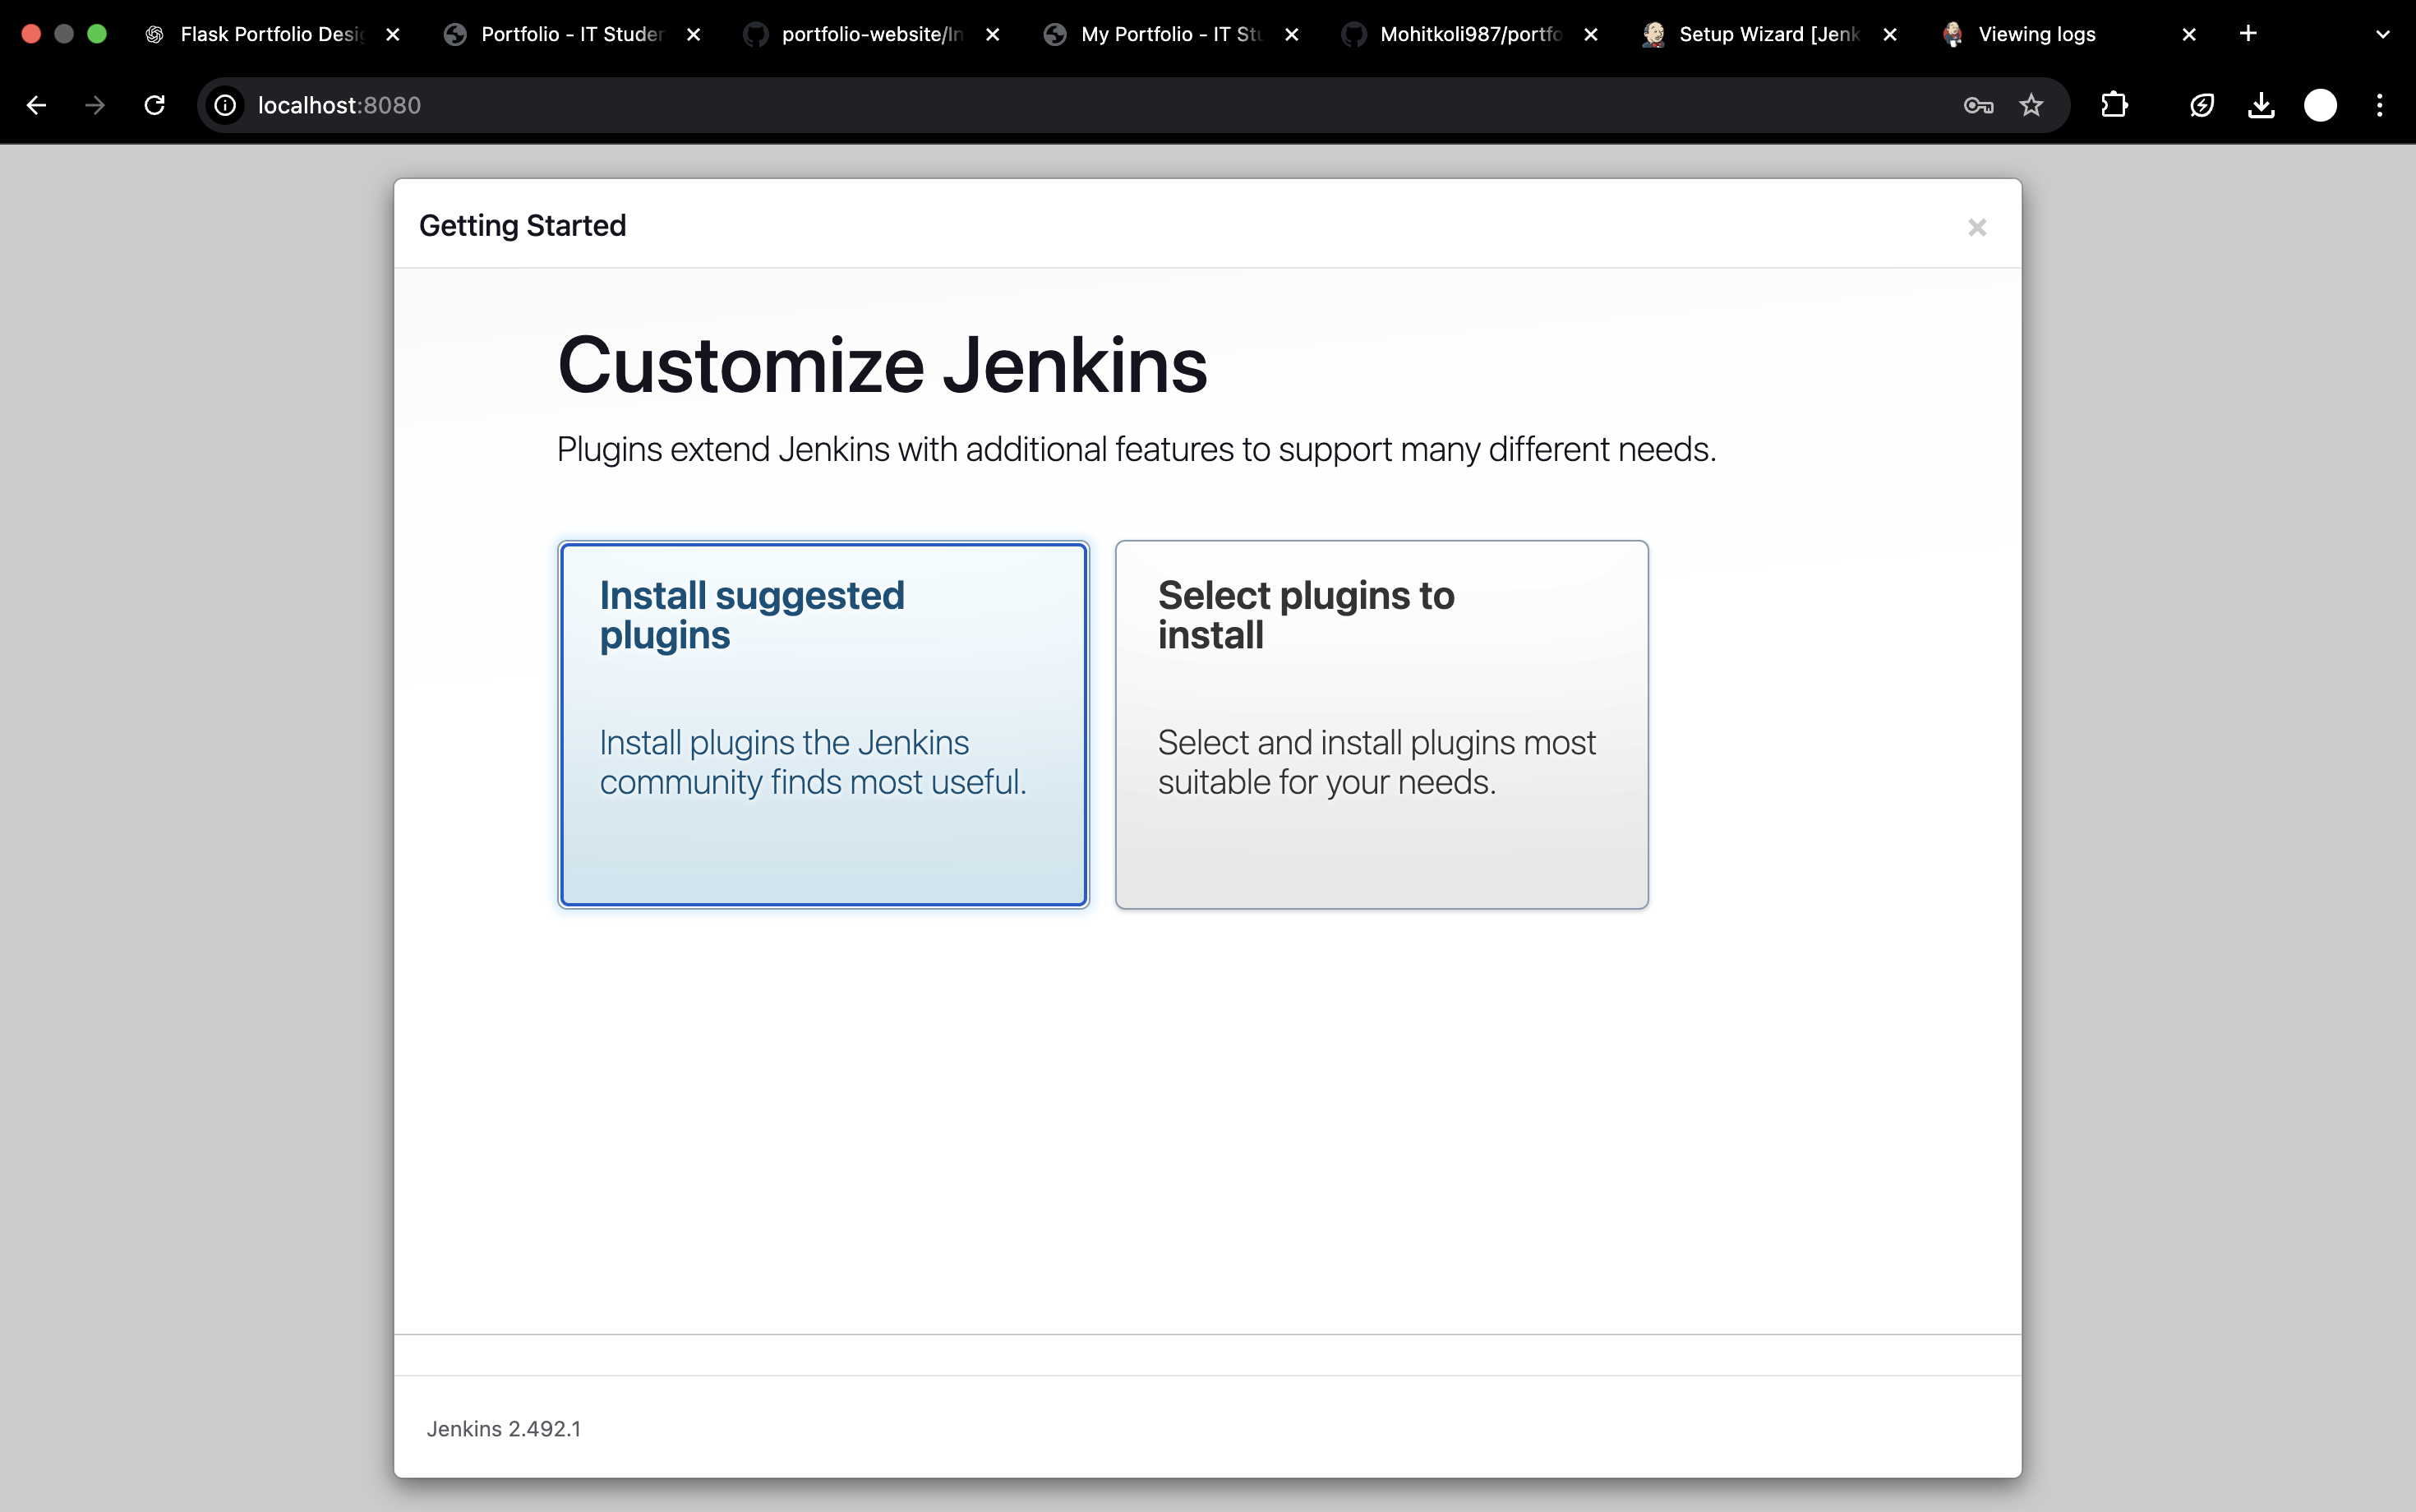 Flask Portfolio Desig
Portfolio - IT Studen
portfolio-website/In
My Portfolio - IT Stu
Mohitkoli987/portfo
Setup Wizard [Jenk
Viewing logs
localhost:8080
Getting Started
Customize Jenkins
Plugins extend Jenkins with additional features to support many different needs.
Install suggested
plugins
Install plugins the Jenkins
community finds most useful.
Select plugins to
install
Select and install plugins most
suitable for your needs.
Jenkins 2.492.1